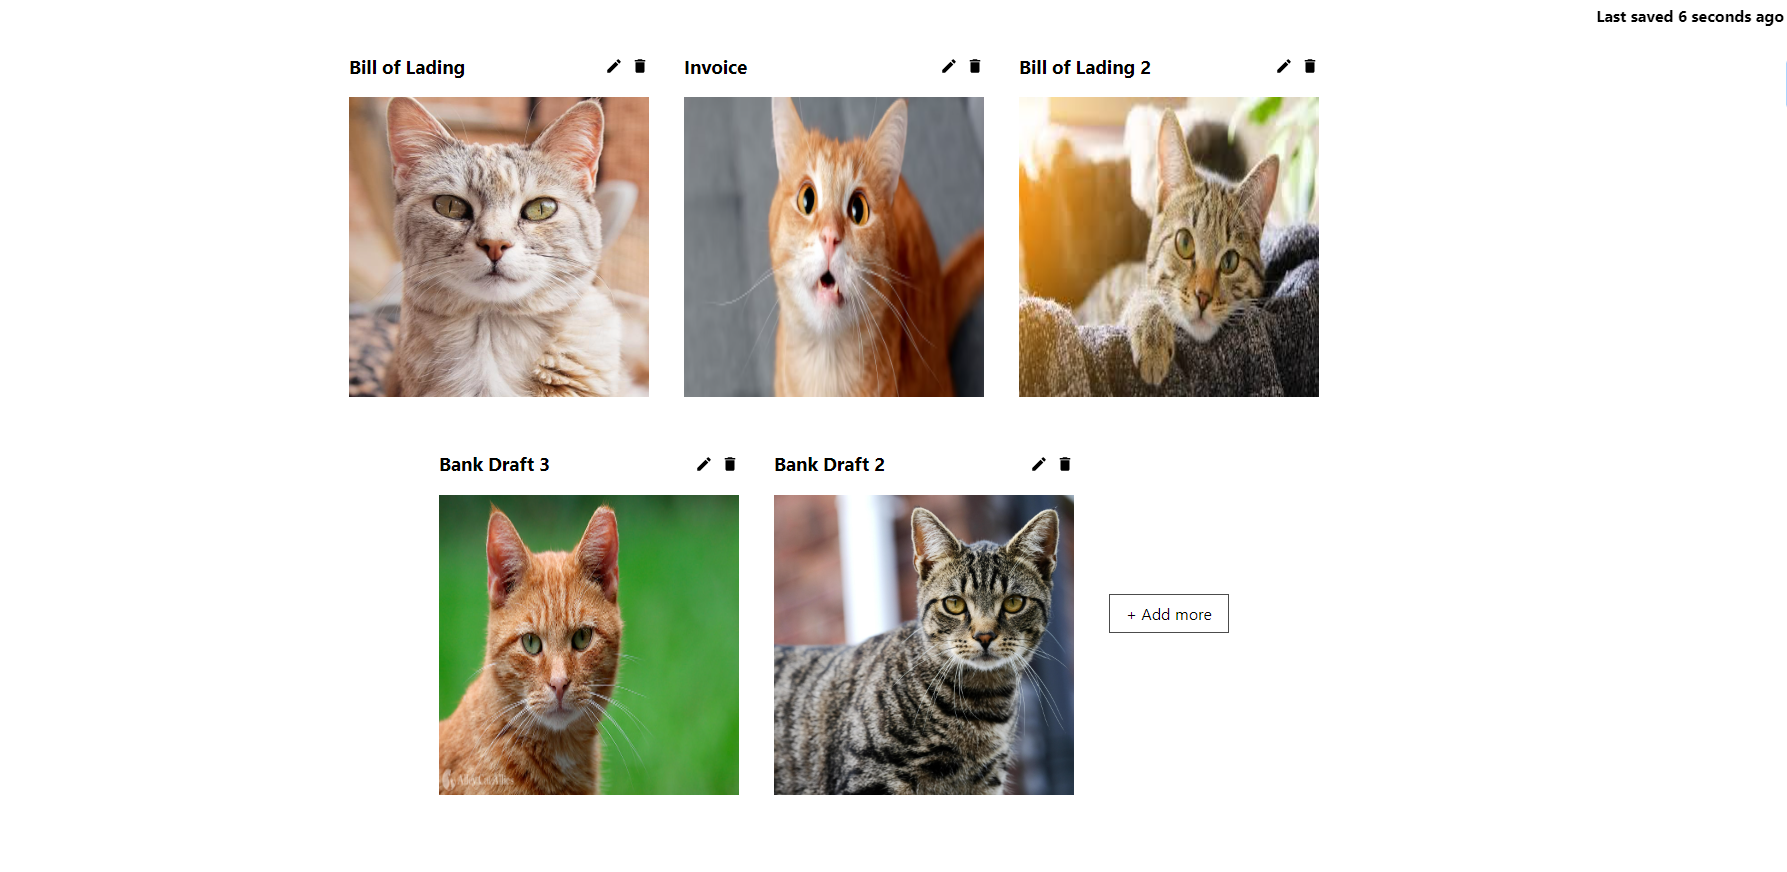 Last saved 6 seconds ago
Bill of Lading
Invoice
Bill of Lading 2
Bank Draft 3
Bank Draft 2
+ Add more